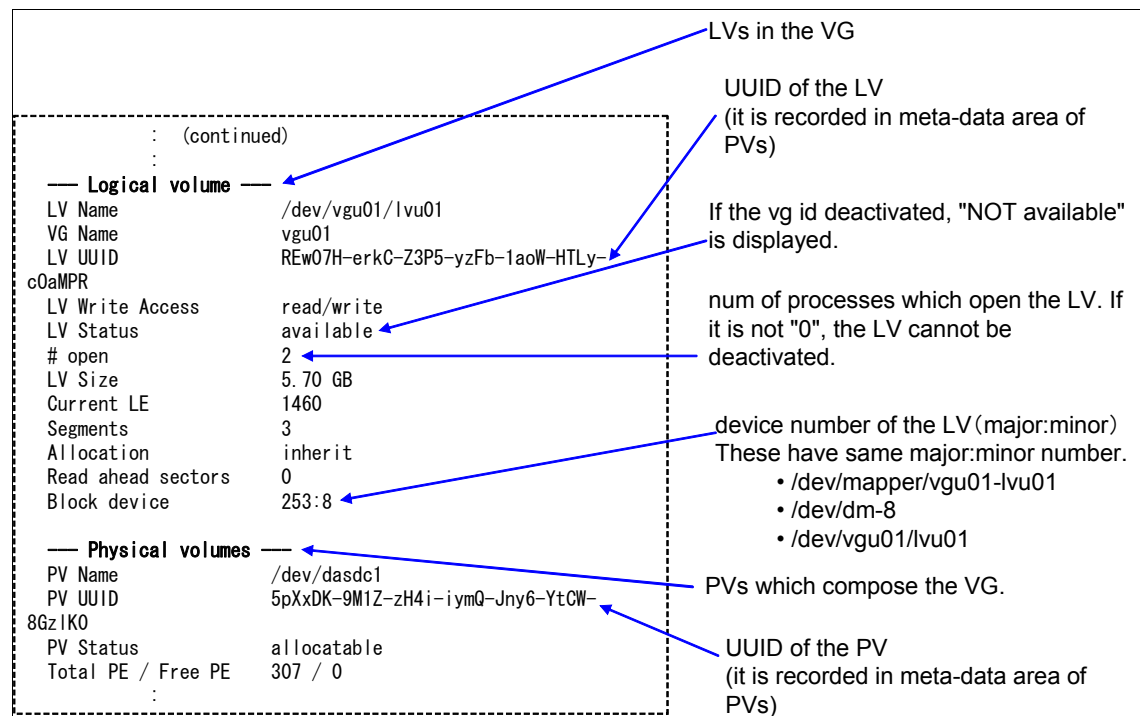 : (continued)
:
--- Logical volume ---
LV Name /dev/vgu01/lvu01
VG Name vgu01
LV UUID REwO7H-erkC-Z3P5-yzFb-1aoW-HTLy-
cOaMPR
LV Write Access read/write
LV Status available
# open 2
LV Size 5.70 GB
Current LE 1460
Segments 3
Allocation inherit
Read ahead sectors 0
Block device 253:8
--- Physical volumes ---
PV Name /dev/dasdc1
PV UUID 5pXxDK-9M1Z-zH4i-iymQ-Jny6-YtCW-
8GzlKO
PV Status allocatable
Total PE / Free PE 307 / 0
:
LVs in the VG
UUID of the LV
(it is recorded in meta-data area of
PVs)
If the vg id deactivated, "NOT available"
is displayed.
num of processes which open the LV. If
it is not "0", the LV cannot be
deactivated.
device number of the LV（major:minor）
These have same major:minor number.
• /dev/mapper/vgu01-lvu01
• /dev/dm-8
• /dev/vgu01/lvu01
PVs which compose the VG.
UUID of the PV
(it is recorded in meta-data area of
PVs)